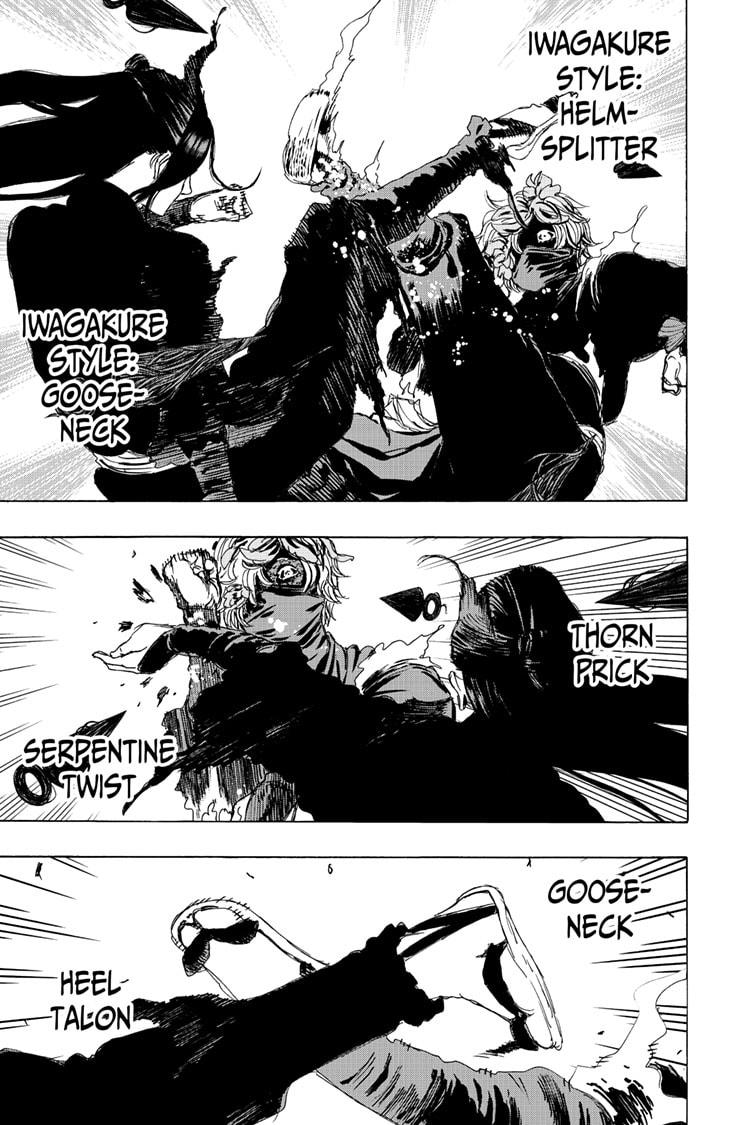 IWAGAKURE
STYLE:
HELM-
SPLITTER
IWAGAKURE
STYLE:
GOOSE-
NECK
THORN
PRICK
SERPENTINE
TWIST
GOOSE-
NECK
HEEL-
TALON